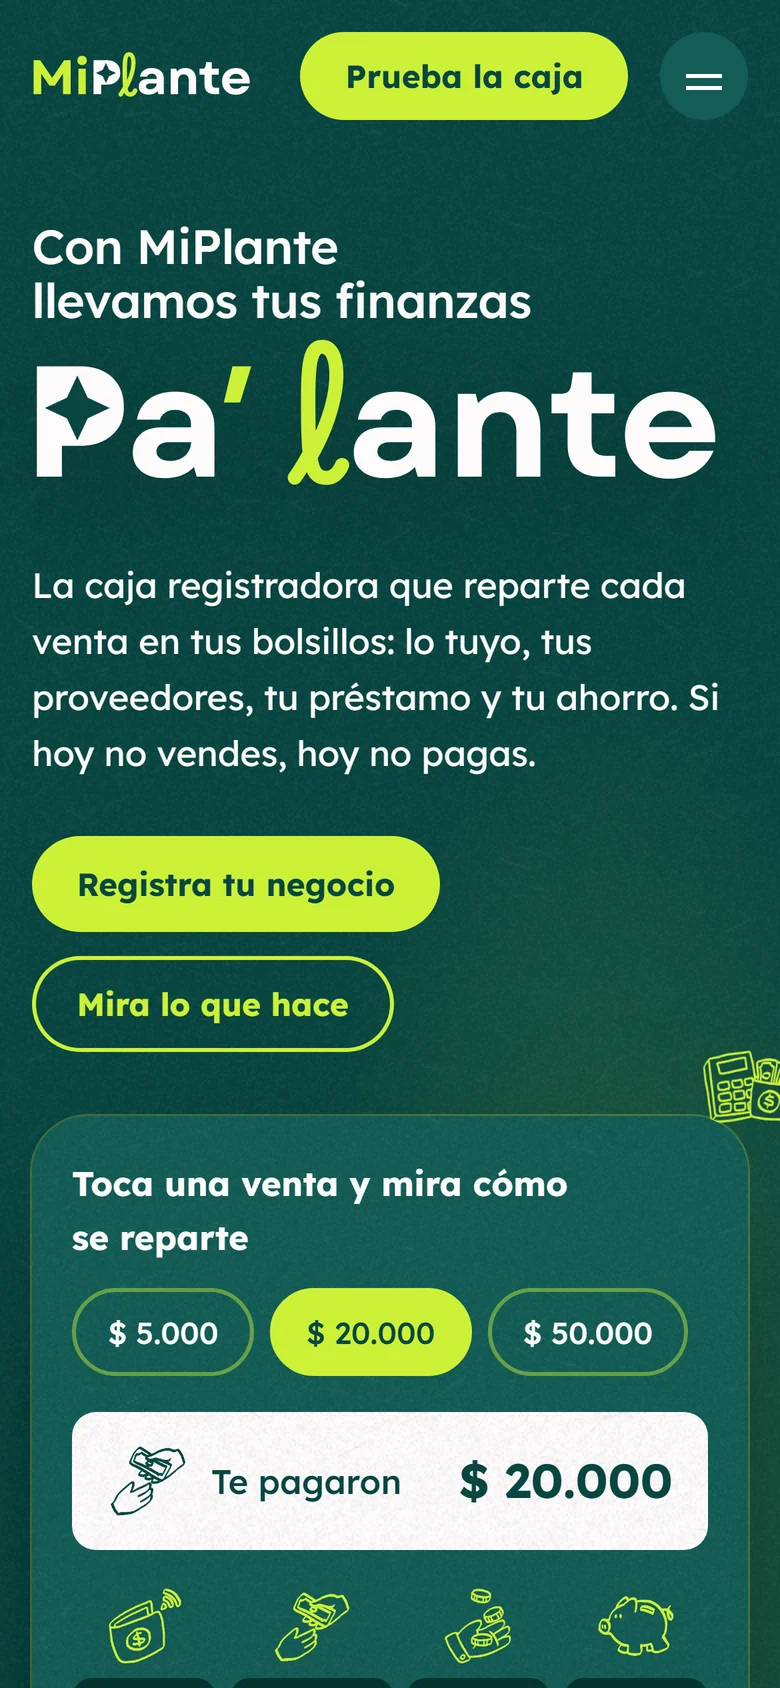 MiPlante
Prueba la caja
Con MiPlante
llevamos tus finanzas
Pa' lante
La caja registradora que reparte cada
venta en tus bolsillos: lo tuyo, tus
proveedores, tu préstamo y tu ahorro. Si
hoy no vendes, hoy no pagas.
Registra tu negocio
Mira lo que hace
Toca una venta y mira cómo
se reparte
$ 5.000
$ 20.000
$ 50.000
Te pagaron
$ 20.000